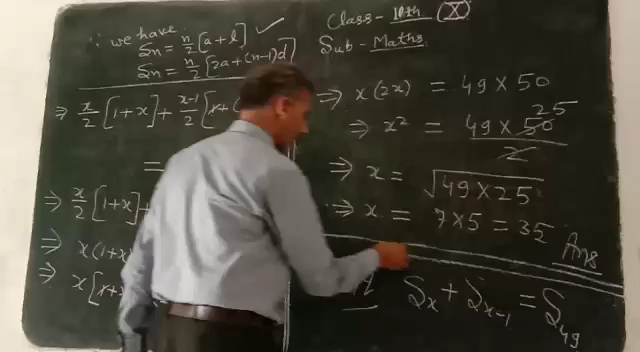 ∵ we have
Sn = n/2 [a+l] ✓
Sn = n/2 [2a+(n-1)d]
⇒ x/2 [1+x] + x-1/2 [
=
⇒ x/2 [1+x]
⇒ x(1+x
⇒ x[
Class - 10th (X)
Sub - Maths
⇒ x(2x) = 49 × 50
⇒ x² = 49 × 50 25 / 2
⇒ x = √49 × 25
⇒ x = 7 × 5 = 35 Ans
Sx + Sx-1 = S49